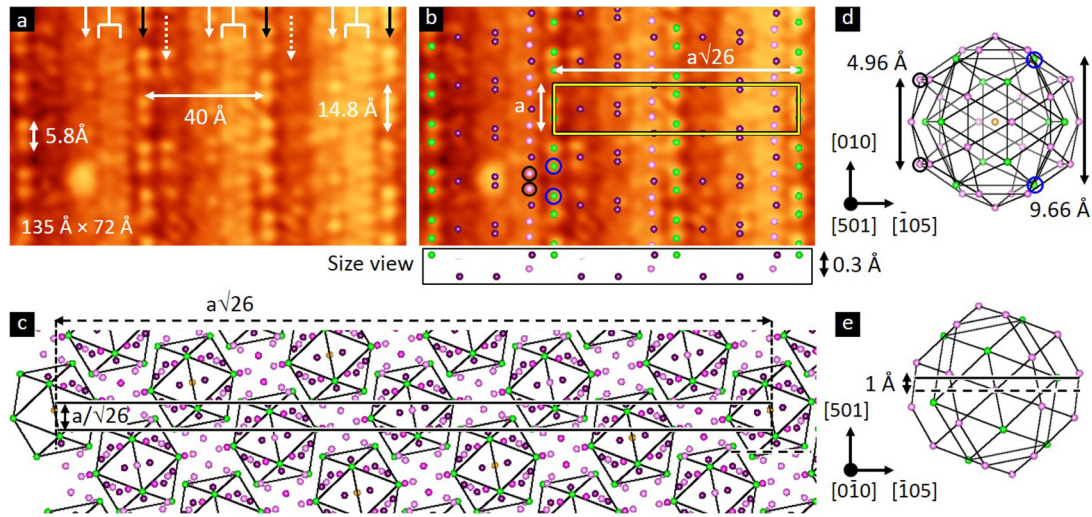 a
40 Å
14.8 Å
5.8Å
135 Å × 72 Å
b
a√26
a
Size view
0.3 Å
d
4.96 Å
[010]
[501] [1̅05]
9.66 Å
c
a√26
a/√26
e
1 Å
[501]
[01̅0] [1̅05]